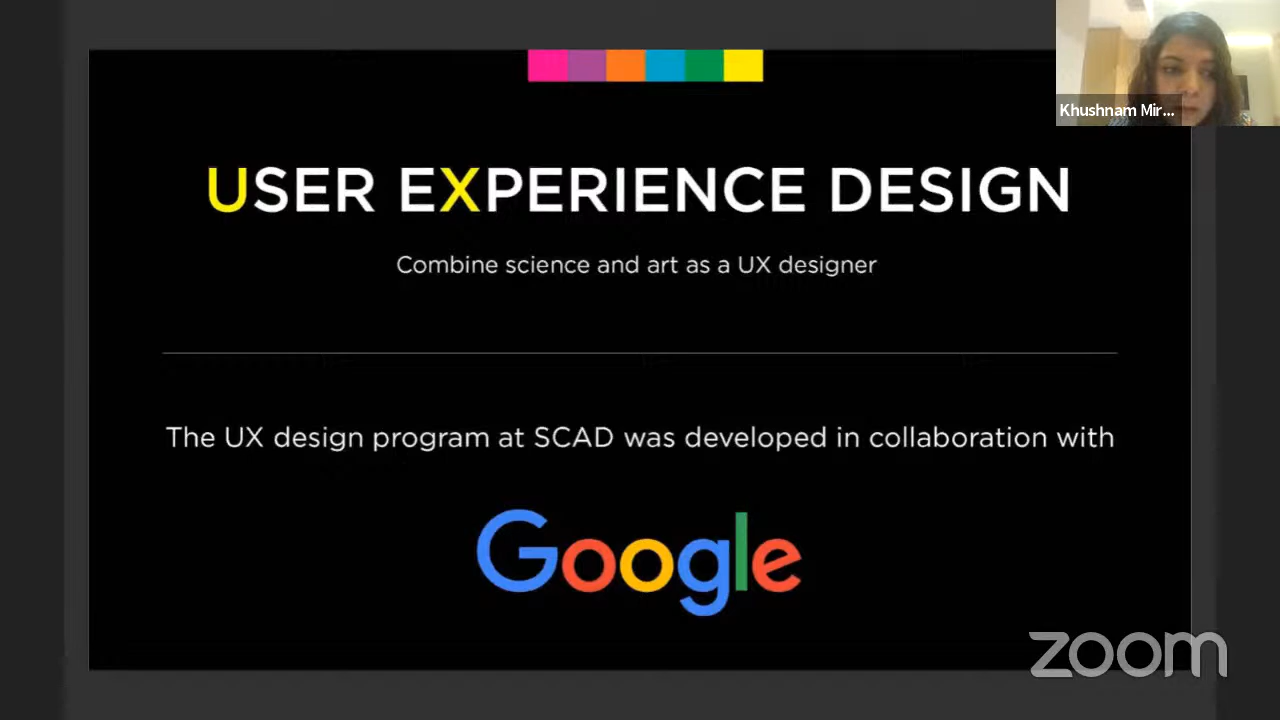 Khushnam Mir...
USER EXPERIENCE DESIGN
Combine science and art as a UX designer
The UX design program at SCAD was developed in collaboration with
Google
zoom